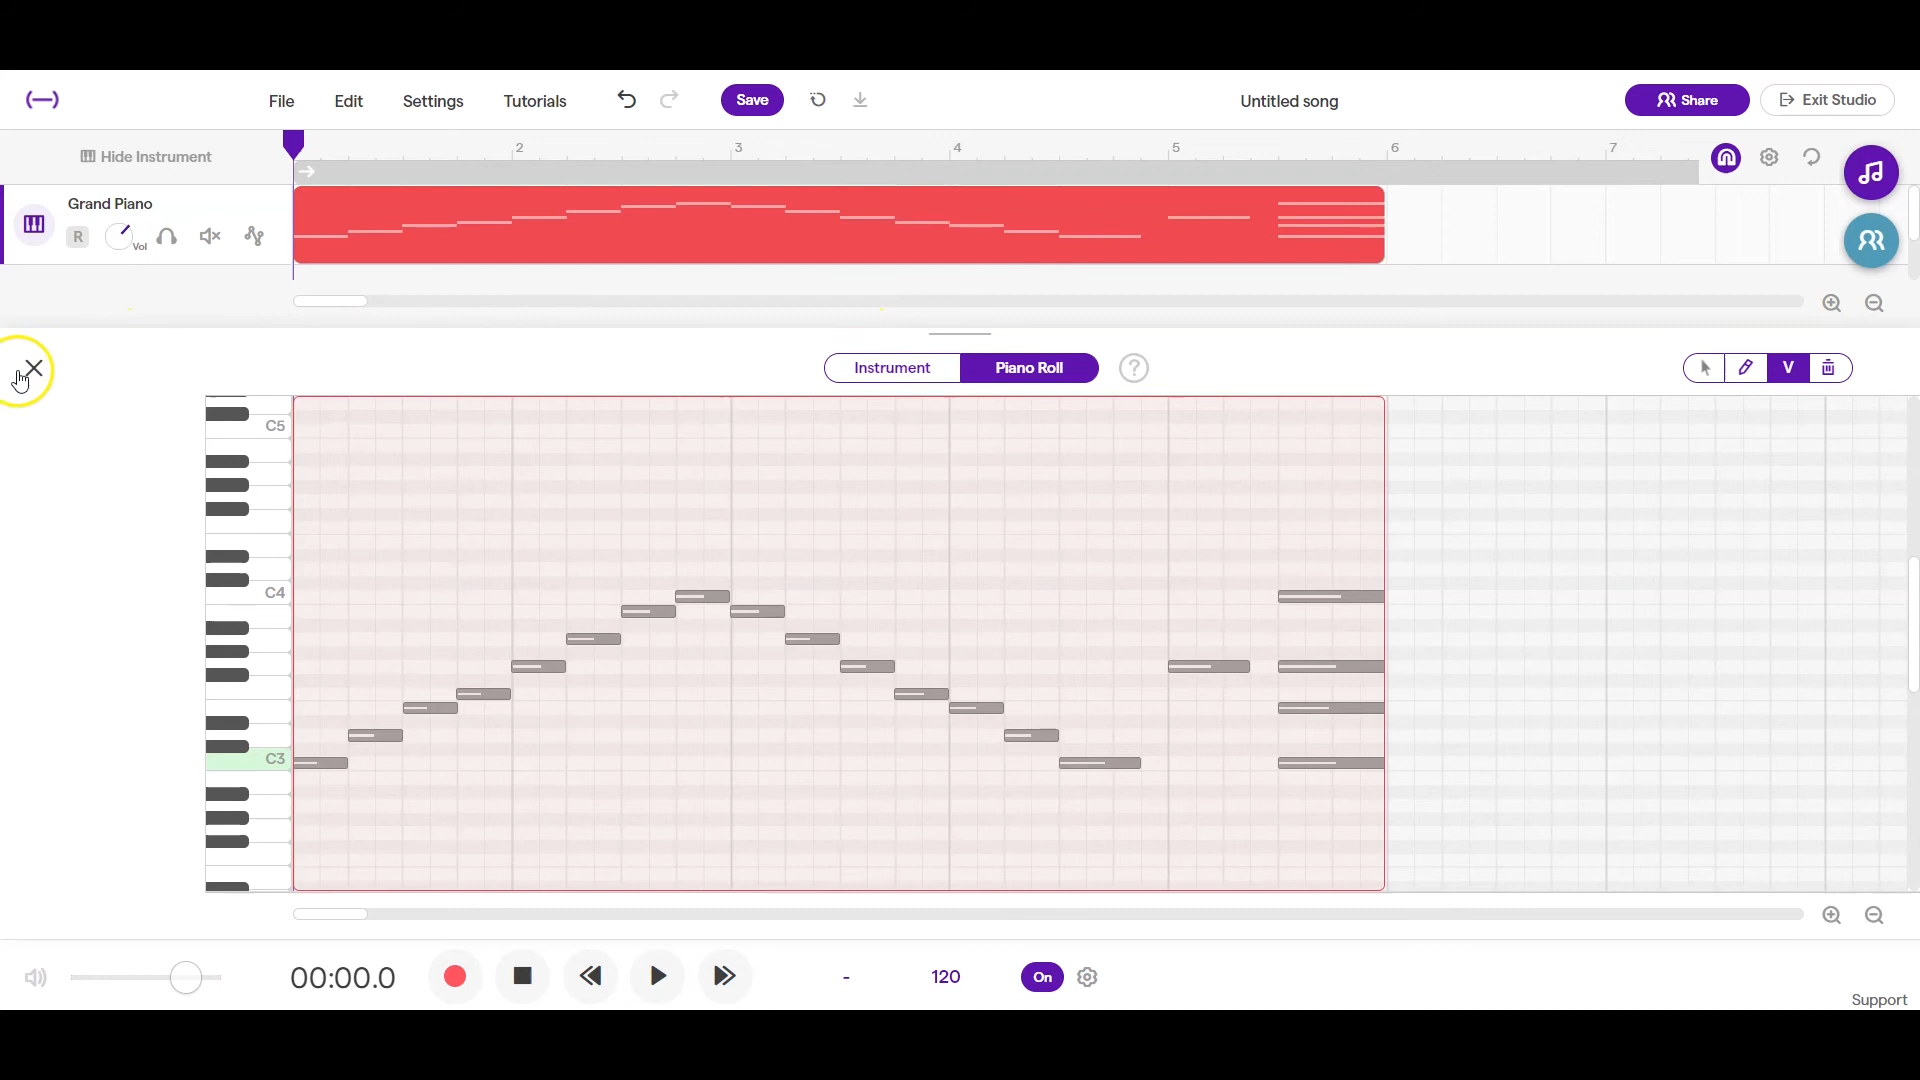 File Edit Settings Tutorials Save Untitled song Share Exit Studio
Hide Instrument 2 3 4 5 6 7
Grand Piano
R Vol
Instrument Piano Roll ? V
C5
C4
C3
00:00.0 - 120 On
Support